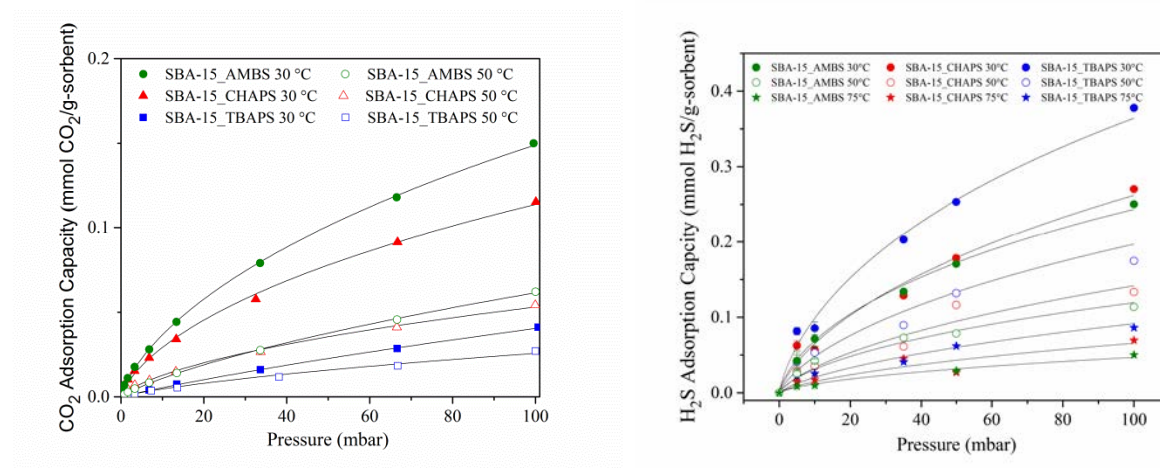 CO₂ Adsorption Capacity (mmol CO₂/g-sorbent)
0.2
0.1
0.0
SBA-15_AMBS 30 °C
SBA-15_AMBS 50 °C
SBA-15_CHAPS 30 °C
SBA-15_CHAPS 50 °C
SBA-15_TBAPS 30 °C
SBA-15_TBAPS 50 °C
0 20 40 60 80 100
Pressure (mbar)
H₂S Adsorption Capcity (mmol H₂S/g-sorbent)
0.4
0.3
0.2
0.1
0.0
SBA-15_AMBS 30°C SBA-15_CHAPS 30°C SBA-15_TBAPS 30°C
SBA-15_AMBS 50°C SBA-15_CHAPS 50°C SBA-15_TBAPS 50°C
SBA-15_AMBS 75°C SBA-15_CHAPS 75°C SBA-15_TBAPS 75°C
0 20 40 60 80 100
Pressure (mbar)